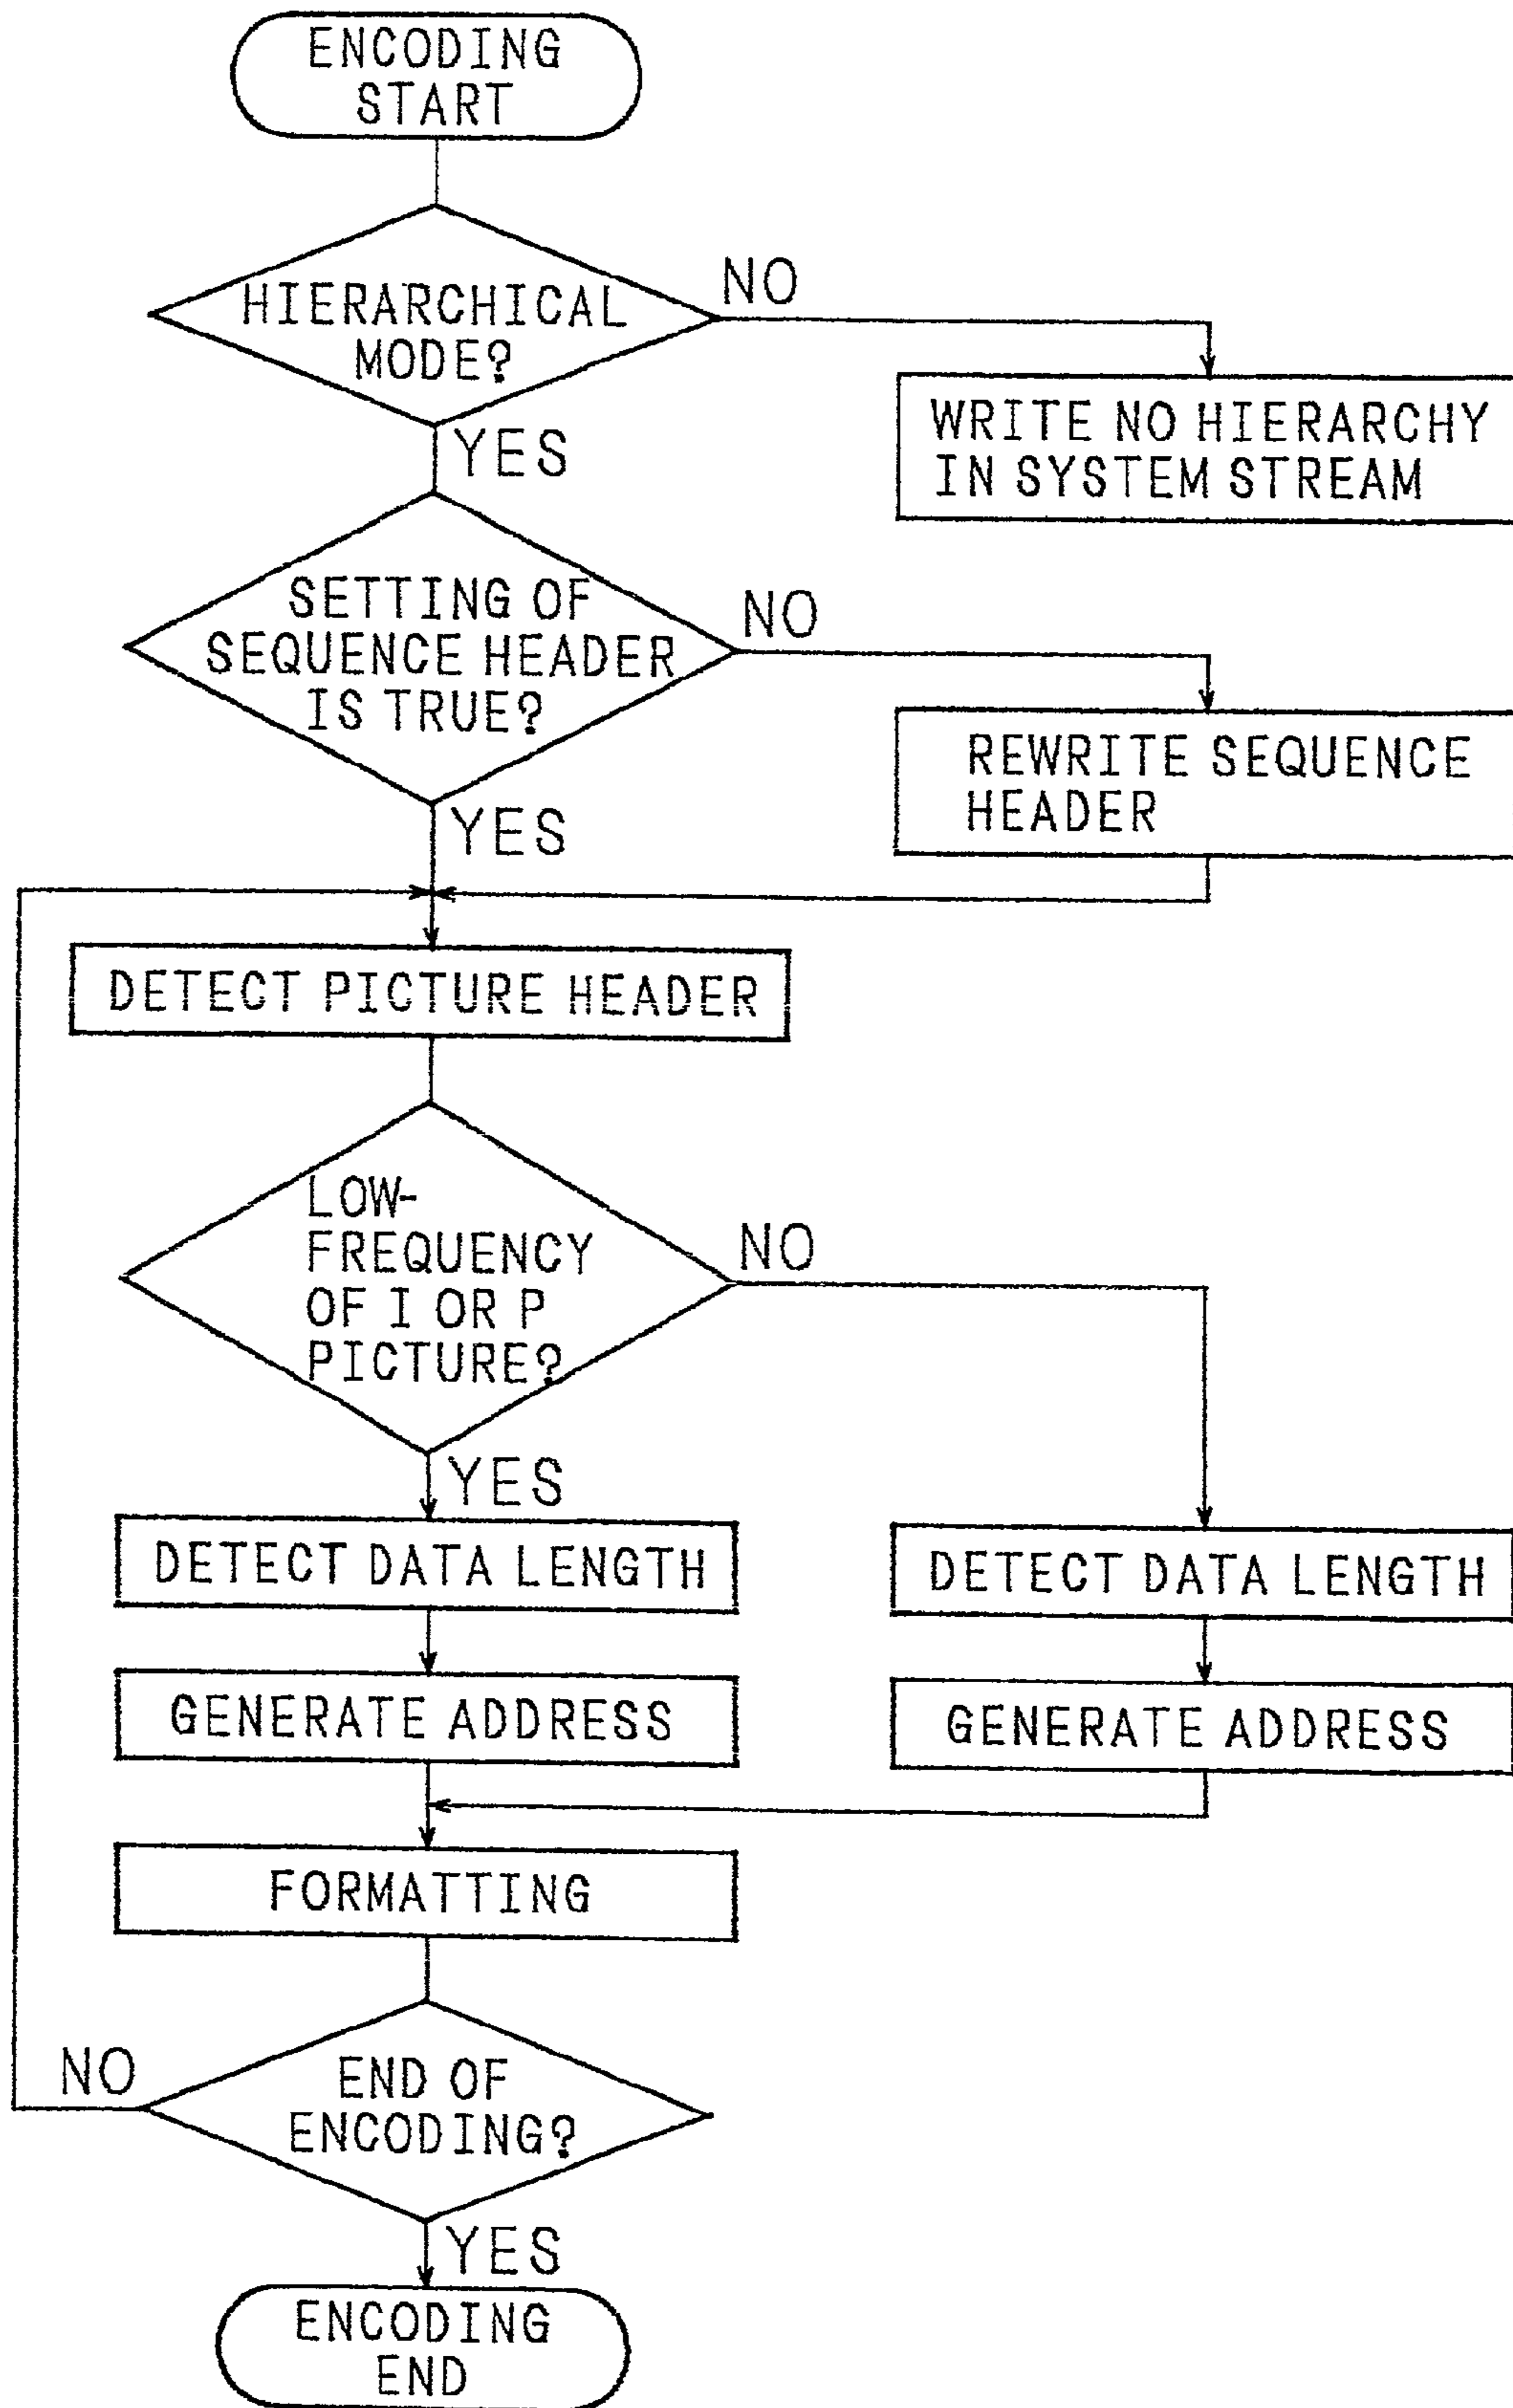 ENCODING
START
HIERARCHICAL
MODE?
NO
WRITE NO HIERARCHY
IN SYSTEM STREAM
YES
SETTING OF
SEQUENCE HEADER
IS TRUE?
NO
REWRITE SEQUENCE
HEADER
YES
DETECT PICTURE HEADER
LOW-
FREQUENCY
OF I OR P
PICTURE?
NO
YES
DETECT DATA LENGTH
DETECT DATA LENGTH
GENERATE ADDRESS
GENERATE ADDRESS
FORMATTING
NO
END OF
ENCODING?
YES
ENCODING
END